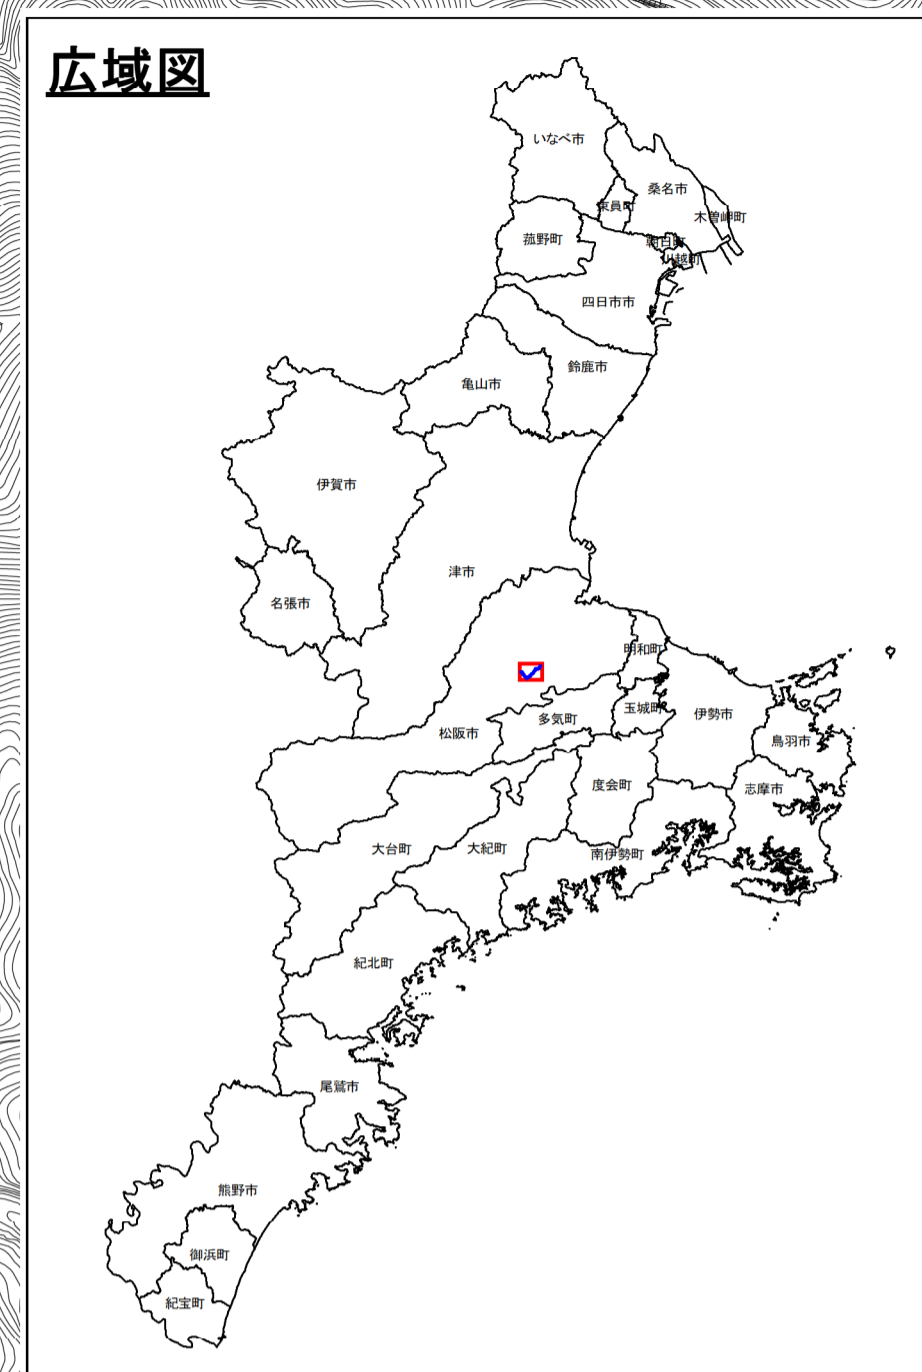 広域図
いなべ市
桑名市
東員町
木曽岬町
菰野町
朝日町
川越町
四日市市
鈴鹿市
亀山市
伊賀市
津市
名張市
明和町
玉城町
伊勢市
多気町
松阪市
鳥羽市
度会町
志摩市
大台町
大紀町
南伊勢町
紀北町
尾鷲市
熊野市
御浜町
紀宝町